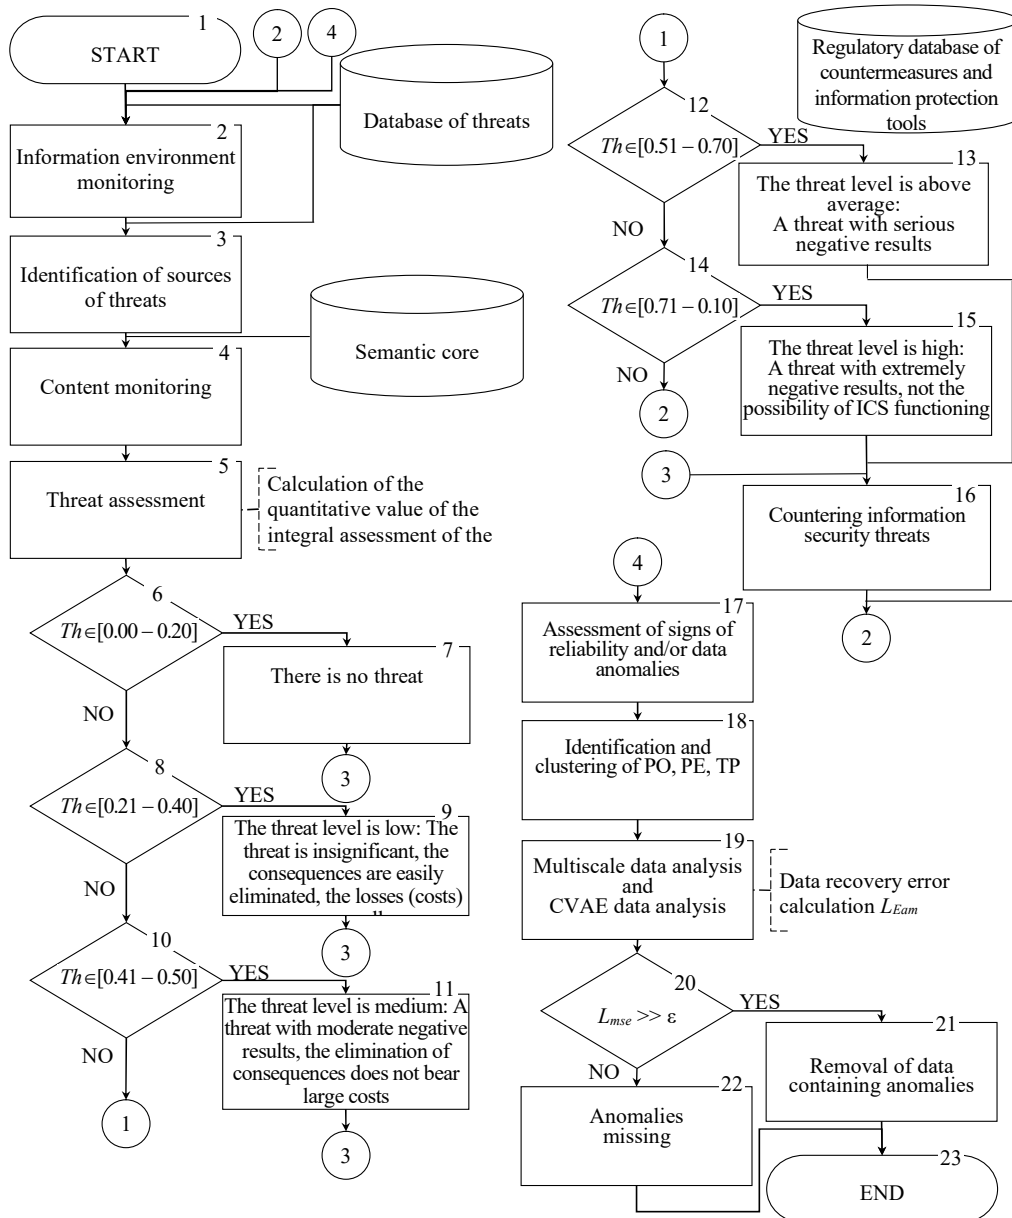 1
START
2
4
Database of threats
2
Information environment
monitoring
3
Identification of sources
of threats
Semantic core
4
Content monitoring
5
Threat assessment
Calculation of the
quantitative value of the
integral assessment of the
6
Th∈[0.00 – 0.20]
YES
NO
7
There is no threat
3
8
Th∈[0.21 – 0.40]
YES
NO
9
The threat level is low: The
threat is insignificant, the
consequences are easily
eliminated, the losses (costs)
3
10
Th∈[0.41 – 0.50]
YES
NO
11
The threat level is medium: A
threat with moderate negative
results, the elimination of
consequences does not bear
large costs
1
3
1
Regulatory database of
countermeasures and
information protection
tools
12
Th∈[0.51 – 0.70]
YES
NO
13
The threat level is above
average:
A threat with serious
negative results
14
Th∈[0.71 – 0.10]
YES
NO
2
15
The threat level is high:
A threat with extremely
negative results, not the
possibility of ICS functioning
3
16
Countering information
security threats
2
4
17
Assessment of signs of
reliability and/or data
anomalies
18
Identification and
clustering of PO, PE, TP
19
Multiscale data analysis
and
CVAE data analysis
Data recovery error
calculation L_Eam
20
L_mse >> ε
YES
NO
21
Removal of data
containing anomalies
22
Anomalies
missing
23
END